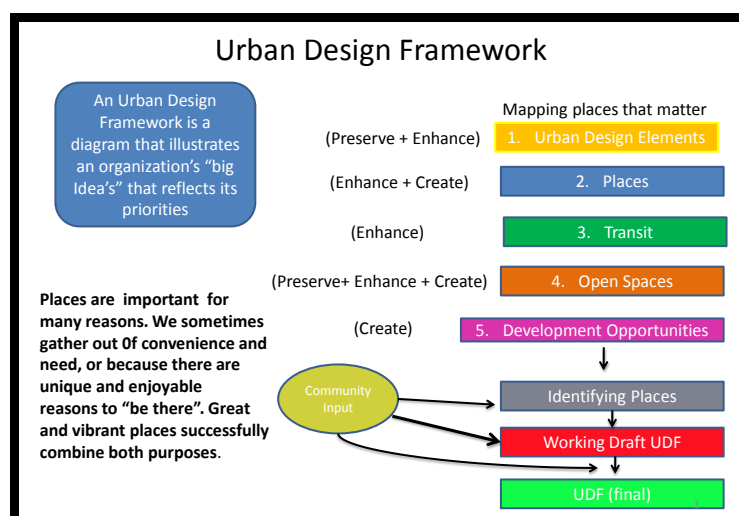 Urban Design Framework
An Urban Design
Framework is a
diagram that illustrates
an organization's “big
Idea's” that reflects its
priorities
Mapping places that matter
(Preserve + Enhance)
1. Urban Design Elements
(Enhance + Create)
2. Places
(Enhance)
3. Transit
(Preserve+ Enhance + Create)
4. Open Spaces
(Create)
5. Development Opportunities
Places are important for
many reasons. We sometimes
gather out 0f convenience and
need, or because there are
unique and enjoyable
reasons to “be there”. Great
and vibrant places successfully
combine both purposes.
Community
Input
Identifying Places
Working Draft UDF
UDF (final)
1